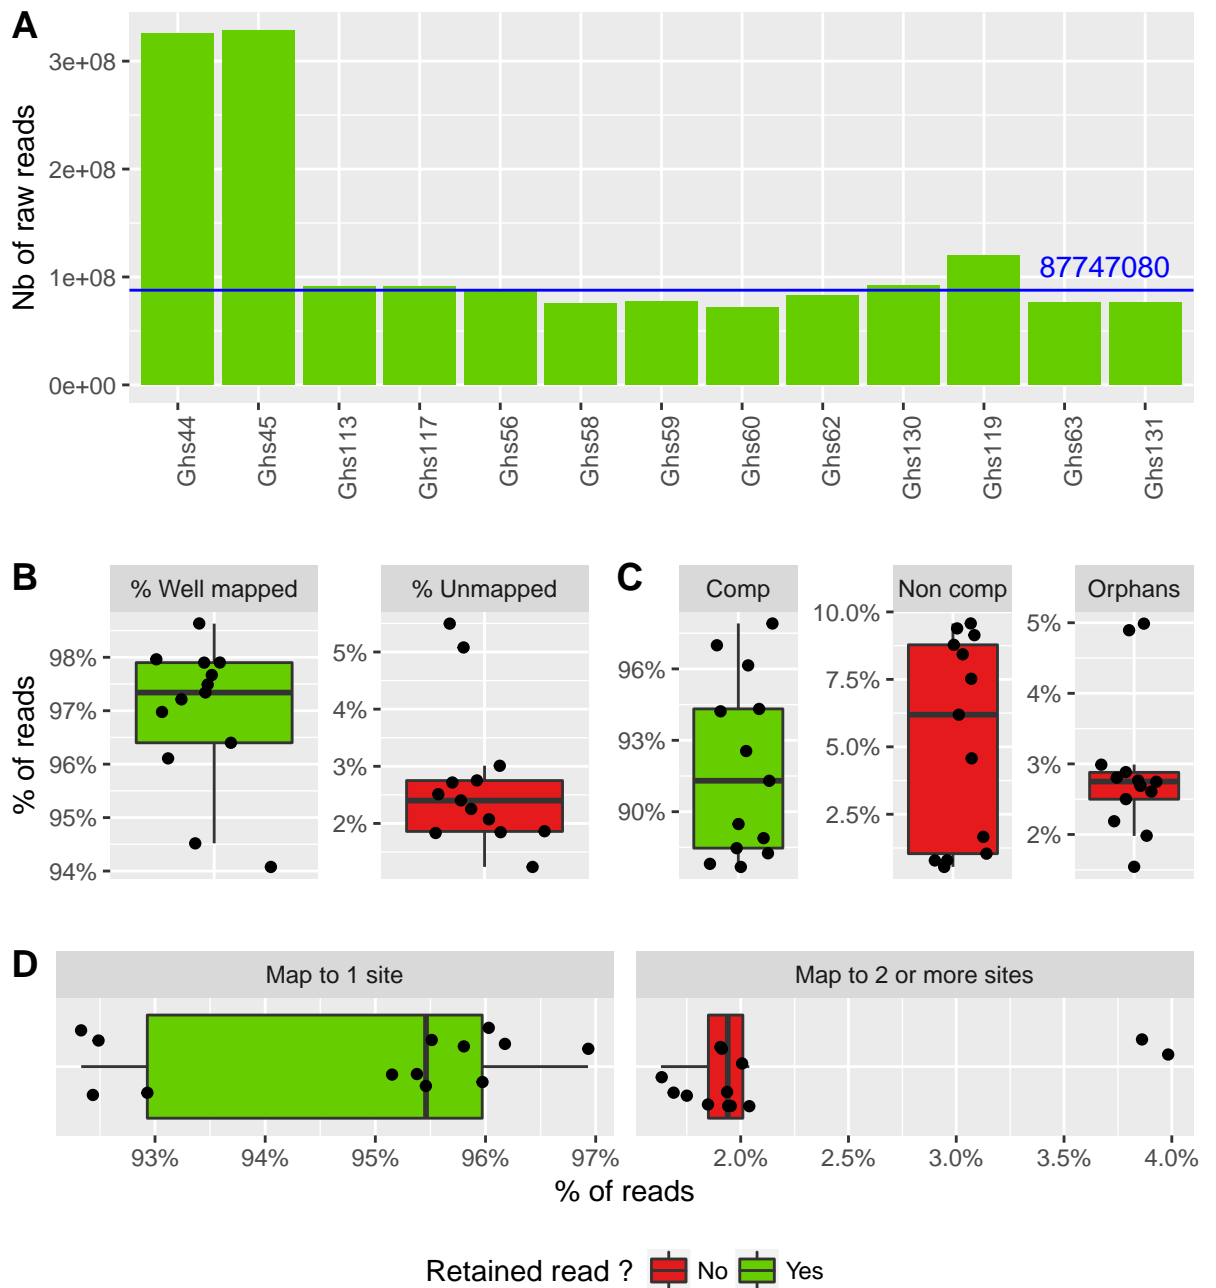 A
Nb of raw reads
3e+08
2e+08
1e+08
0e+00
87747080
Ghs44
Ghs45
Ghs113
Ghs117
Ghs56
Ghs58
Ghs59
Ghs60
Ghs62
Ghs130
Ghs119
Ghs63
Ghs131
B
% of reads
% Well mapped
98%
97%
96%
95%
94%
% Unmapped
5%
4%
3%
2%
C
Comp
96%
93%
90%
Non comp
10.0%
7.5%
5.0%
2.5%
Orphans
5%
4%
3%
2%
D
Map to 1 site
93%
94%
95%
96%
97%
Map to 2 or more sites
2.0%
2.5%
3.0%
3.5%
4.0%
% of reads
Retained read ? No Yes